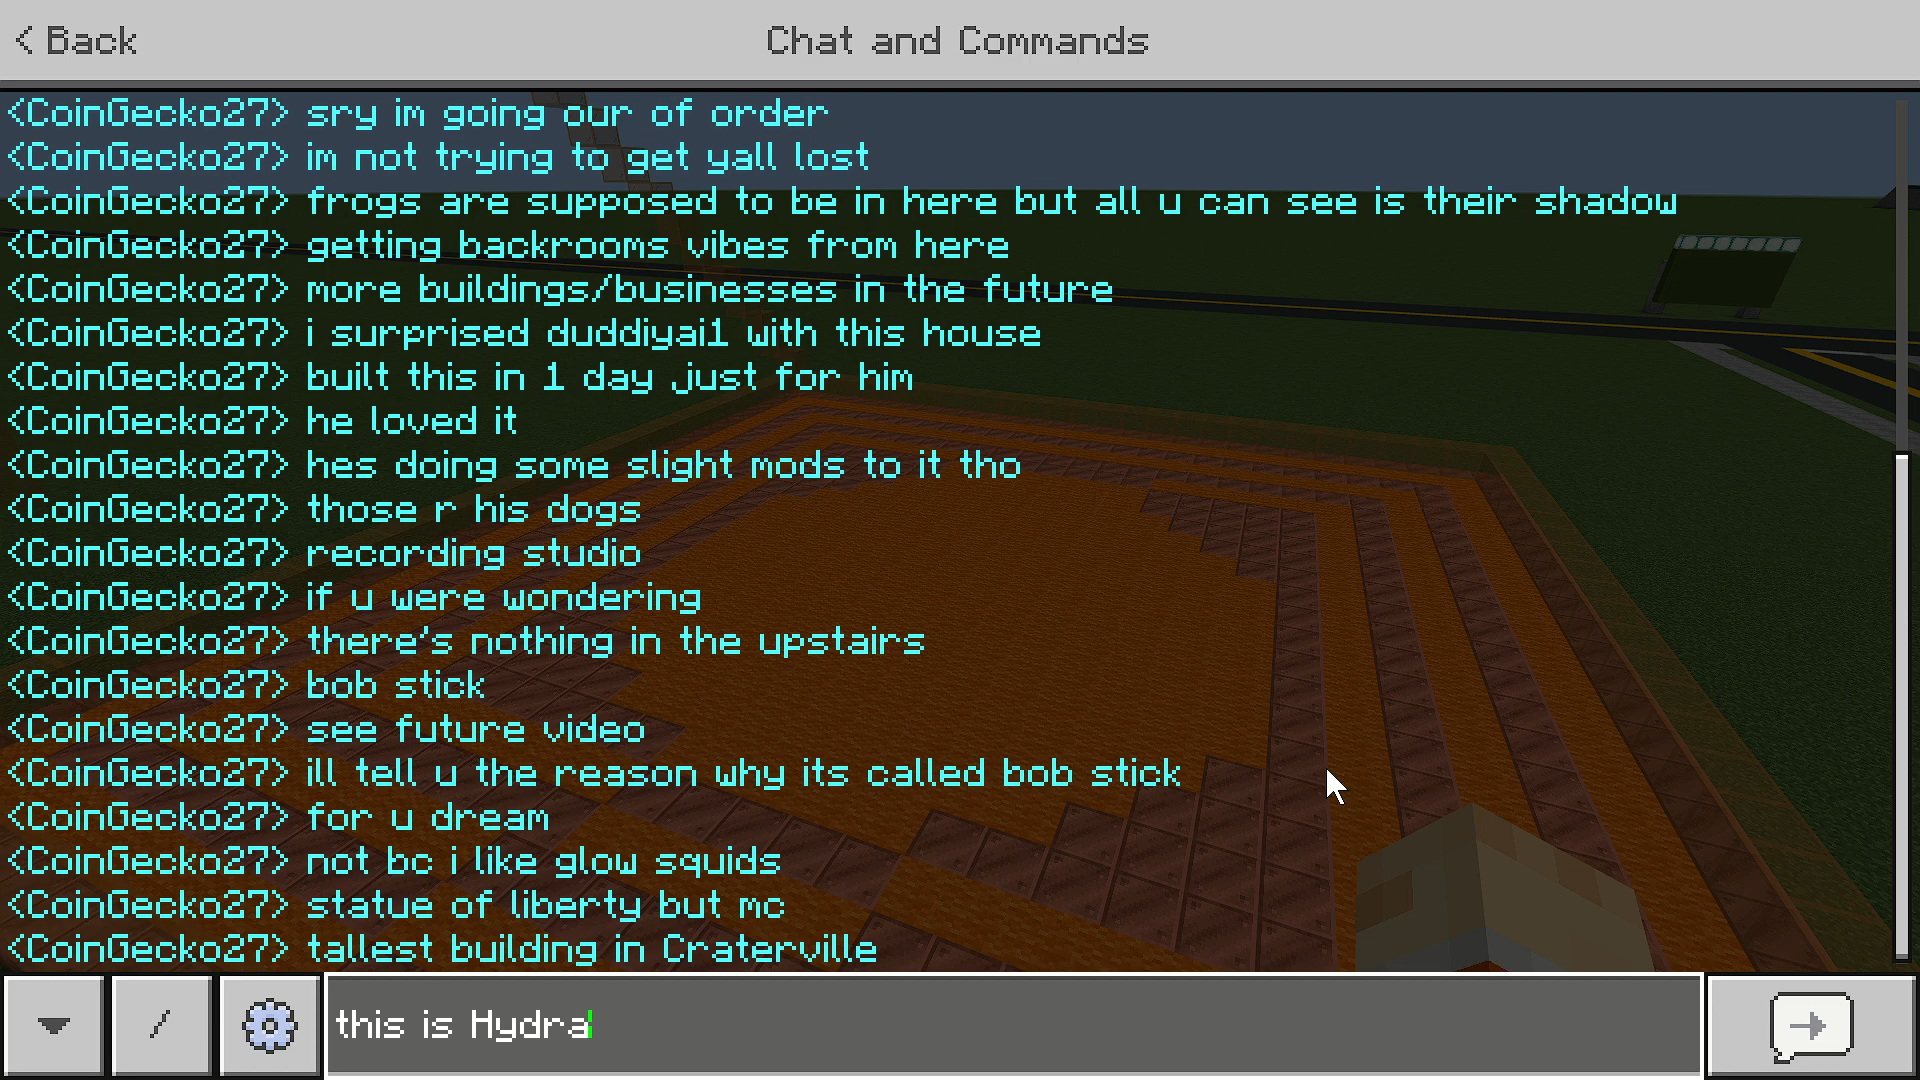 < Back
Chat and Commands
<CoinGecko27> sry im going our of order
<CoinGecko27> im not trying to get yall lost
<CoinGecko27> frogs are supposed to be in here but all u can see is their shadow
<CoinGecko27> getting backrooms vibes from here
<CoinGecko27> more buildings/businesses in the future
<CoinGecko27> i surprised duddiyai1 with this house
<CoinGecko27> built this in 1 day just for him
<CoinGecko27> he loved it
<CoinGecko27> hes doing some slight mods to it tho
<CoinGecko27> those r his dogs
<CoinGecko27> recording studio
<CoinGecko27> if u were wondering
<CoinGecko27> there's nothing in the upstairs
<CoinGecko27> bob stick
<CoinGecko27> see future video
<CoinGecko27> ill tell u the reason why its called bob stick
<CoinGecko27> for u dream
<CoinGecko27> not bc i like glow squids
<CoinGecko27> statue of liberty but mc
<CoinGecko27> tallest building in Craterville
/
this is Hydra